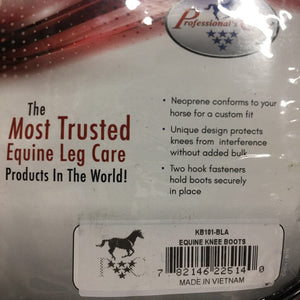 Professional's
The
Most Trusted
Equine Leg Care
Products In The World!
• Neoprene conforms to your
horse for a custom fit
• Unique design protects
knees from interference
without added bulk
• Two hook fasteners
hold boots securely
in place
KB101-BLA
EQUINE KNEE BOOTS
7 82146 22514 0
MADE IN VIETNAM